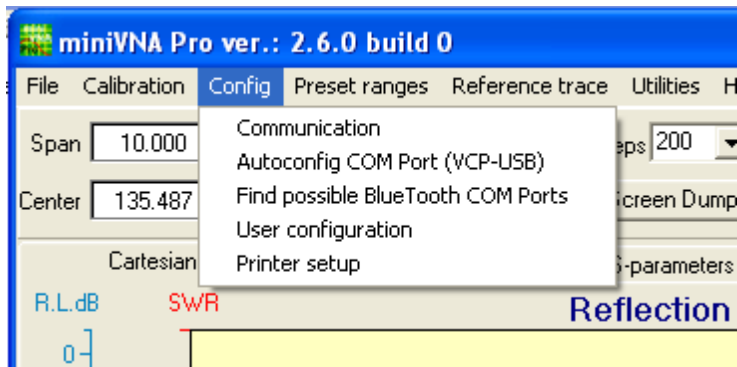 miniVNA Pro ver.: 2.6.0 build 0
File Calibration Config Preset ranges Reference trace Utilities H
Span 10.000
200
Center 135.487
Communication
Autoconfig COM Port (VCP-USB)
Find possible BlueTooth COM Ports
User configuration
Printer setup
Screen Dump
Cartesian
S-parameters
R.L.dB SWR
Reflection
0